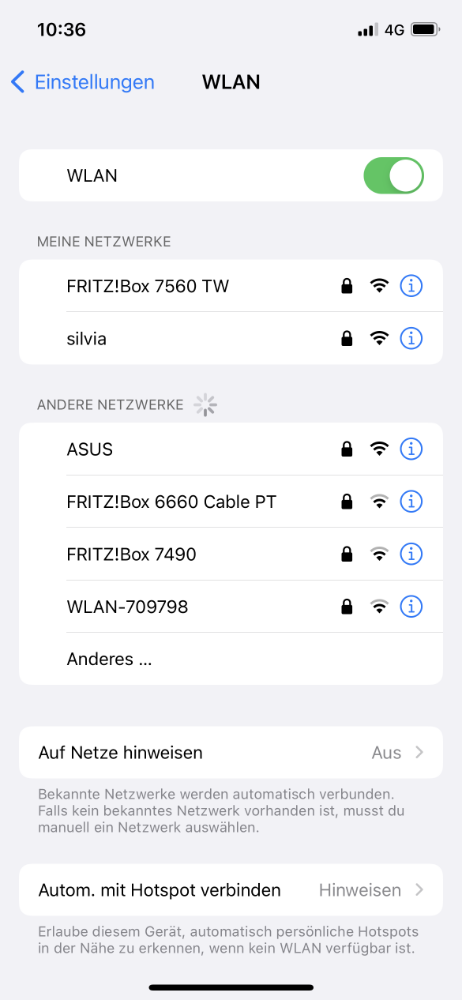 10:36 4G
Einstellungen WLAN
WLAN
MEINE NETZWERKE
FRITZ!Box 7560 TW
silvia
ANDERE NETZWERKE
ASUS
FRITZ!Box 6660 Cable PT
FRITZ!Box 7490
WLAN-709798
Anderes ...
Auf Netze hinweisen Aus
Bekannte Netzwerke werden automatisch verbunden.
Falls kein bekanntes Netzwerk vorhanden ist, musst du
manuell ein Netzwerk auswählen.
Autom. mit Hotspot verbinden Hinweisen
Erlaube diesem Gerät, automatisch persönliche Hotspots
in der Nähe zu erkennen, wenn kein WLAN verfügbar ist.